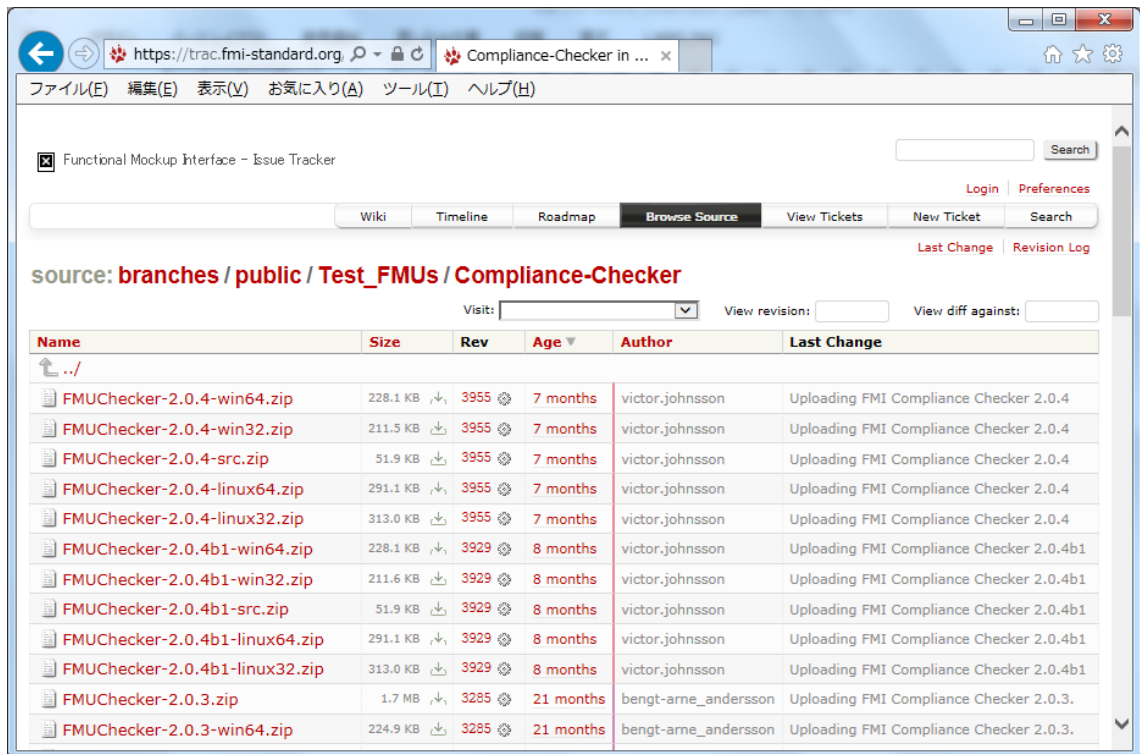 https://trac.fmi-standard.org/ Compliance-Checker in ... ×
ファイル(F) 編集(E) 表示(V) お気に入り(A) ツール(T) ヘルプ(H)
Functional Mockup Interface - Issue Tracker
Search
Login Preferences
Wiki Timeline Roadmap Browse Source View Tickets New Ticket Search
Last Change Revision Log
source: branches / public / Test_FMUs / Compliance-Checker
Visit: View revision: View diff against:
Name Size Rev Age ▼ Author Last Change
../
FMUChecker-2.0.4-win64.zip 228.1 KB 3955 7 months victor.johnsson Uploading FMI Compliance Checker 2.0.4
FMUChecker-2.0.4-win32.zip 211.5 KB 3955 7 months victor.johnsson Uploading FMI Compliance Checker 2.0.4
FMUChecker-2.0.4-src.zip 51.9 KB 3955 7 months victor.johnsson Uploading FMI Compliance Checker 2.0.4
FMUChecker-2.0.4-linux64.zip 291.1 KB 3955 7 months victor.johnsson Uploading FMI Compliance Checker 2.0.4
FMUChecker-2.0.4-linux32.zip 313.0 KB 3955 7 months victor.johnsson Uploading FMI Compliance Checker 2.0.4
FMUChecker-2.0.4b1-win64.zip 228.1 KB 3929 8 months victor.johnsson Uploading FMI Compliance Checker 2.0.4b1
FMUChecker-2.0.4b1-win32.zip 211.6 KB 3929 8 months victor.johnsson Uploading FMI Compliance Checker 2.0.4b1
FMUChecker-2.0.4b1-src.zip 51.9 KB 3929 8 months victor.johnsson Uploading FMI Compliance Checker 2.0.4b1
FMUChecker-2.0.4b1-linux64.zip 291.1 KB 3929 8 months victor.johnsson Uploading FMI Compliance Checker 2.0.4b1
FMUChecker-2.0.4b1-linux32.zip 313.0 KB 3929 8 months victor.johnsson Uploading FMI Compliance Checker 2.0.4b1
FMUChecker-2.0.3.zip 1.7 MB 3285 21 months bengt-arne_andersson Uploading FMI Compliance Checker 2.0.3.
FMUChecker-2.0.3-win64.zip 224.9 KB 3285 21 months bengt-arne_andersson Uploading FMI Compliance Checker 2.0.3.